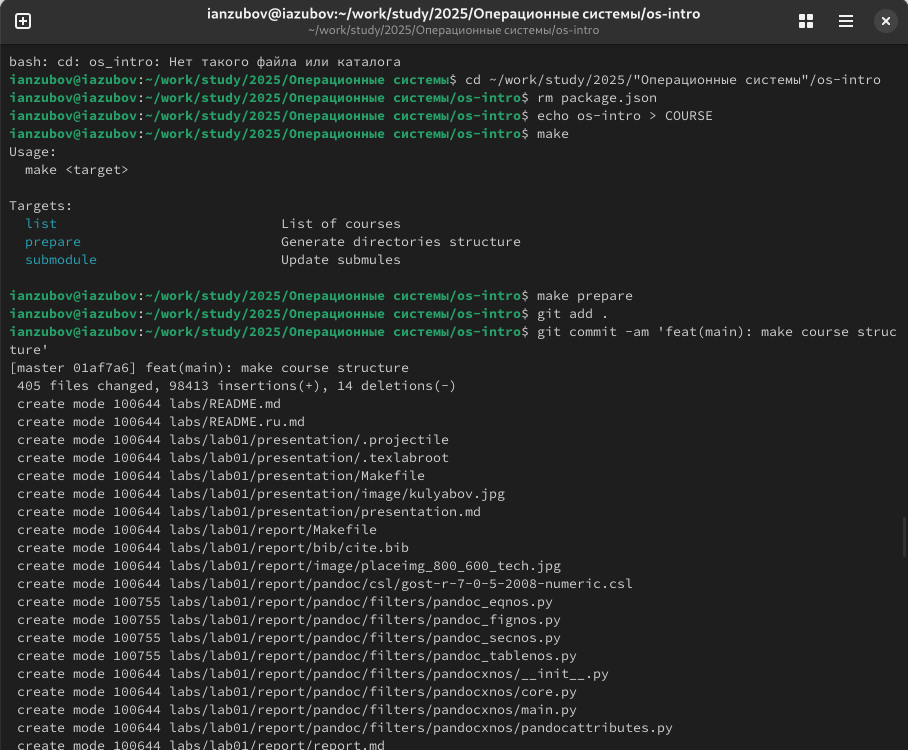 ianzubov@iazubov:~/work/study/2025/Операционные системы/os-intro
~/work/study/2025/Операционные системы/os-intro
bash: cd: os_intro: Нет такого файла или каталога
ianzubov@iazubov:~/work/study/2025/Операционные системы$ cd ~/work/study/2025/"Операционные системы"/os-intro
ianzubov@iazubov:~/work/study/2025/Операционные системы/os-intro$ rm package.json
ianzubov@iazubov:~/work/study/2025/Операционные системы/os-intro$ echo os-intro > COURSE
ianzubov@iazubov:~/work/study/2025/Операционные системы/os-intro$ make
Usage:
  make <target>

Targets:
  list                            List of courses
  prepare                         Generate directories structure
  submodule                       Update submules

ianzubov@iazubov:~/work/study/2025/Операционные системы/os-intro$ make prepare
ianzubov@iazubov:~/work/study/2025/Операционные системы/os-intro$ git add .
ianzubov@iazubov:~/work/study/2025/Операционные системы/os-intro$ git commit -am 'feat(main): make course struc
ture'
[master 01af7a6] feat(main): make course structure
 405 files changed, 98413 insertions(+), 14 deletions(-)
 create mode 100644 labs/README.md
 create mode 100644 labs/README.ru.md
 create mode 100644 labs/lab01/presentation/.projectile
 create mode 100644 labs/lab01/presentation/.texlabroot
 create mode 100644 labs/lab01/presentation/Makefile
 create mode 100644 labs/lab01/presentation/image/kulyabov.jpg
 create mode 100644 labs/lab01/presentation/presentation.md
 create mode 100644 labs/lab01/report/Makefile
 create mode 100644 labs/lab01/report/bib/cite.bib
 create mode 100644 labs/lab01/report/image/placeimg_800_600_tech.jpg
 create mode 100644 labs/lab01/report/pandoc/csl/gost-r-7-0-5-2008-numeric.csl
 create mode 100755 labs/lab01/report/pandoc/filters/pandoc_eqnos.py
 create mode 100755 labs/lab01/report/pandoc/filters/pandoc_fignos.py
 create mode 100755 labs/lab01/report/pandoc/filters/pandoc_secnos.py
 create mode 100755 labs/lab01/report/pandoc/filters/pandoc_tablenos.py
 create mode 100644 labs/lab01/report/pandoc/filters/pandocxnos/__init__.py
 create mode 100644 labs/lab01/report/pandoc/filters/pandocxnos/core.py
 create mode 100644 labs/lab01/report/pandoc/filters/pandocxnos/main.py
 create mode 100644 labs/lab01/report/pandoc/filters/pandocxnos/pandocattributes.py
 create mode 100644 labs/lab01/report/report.md